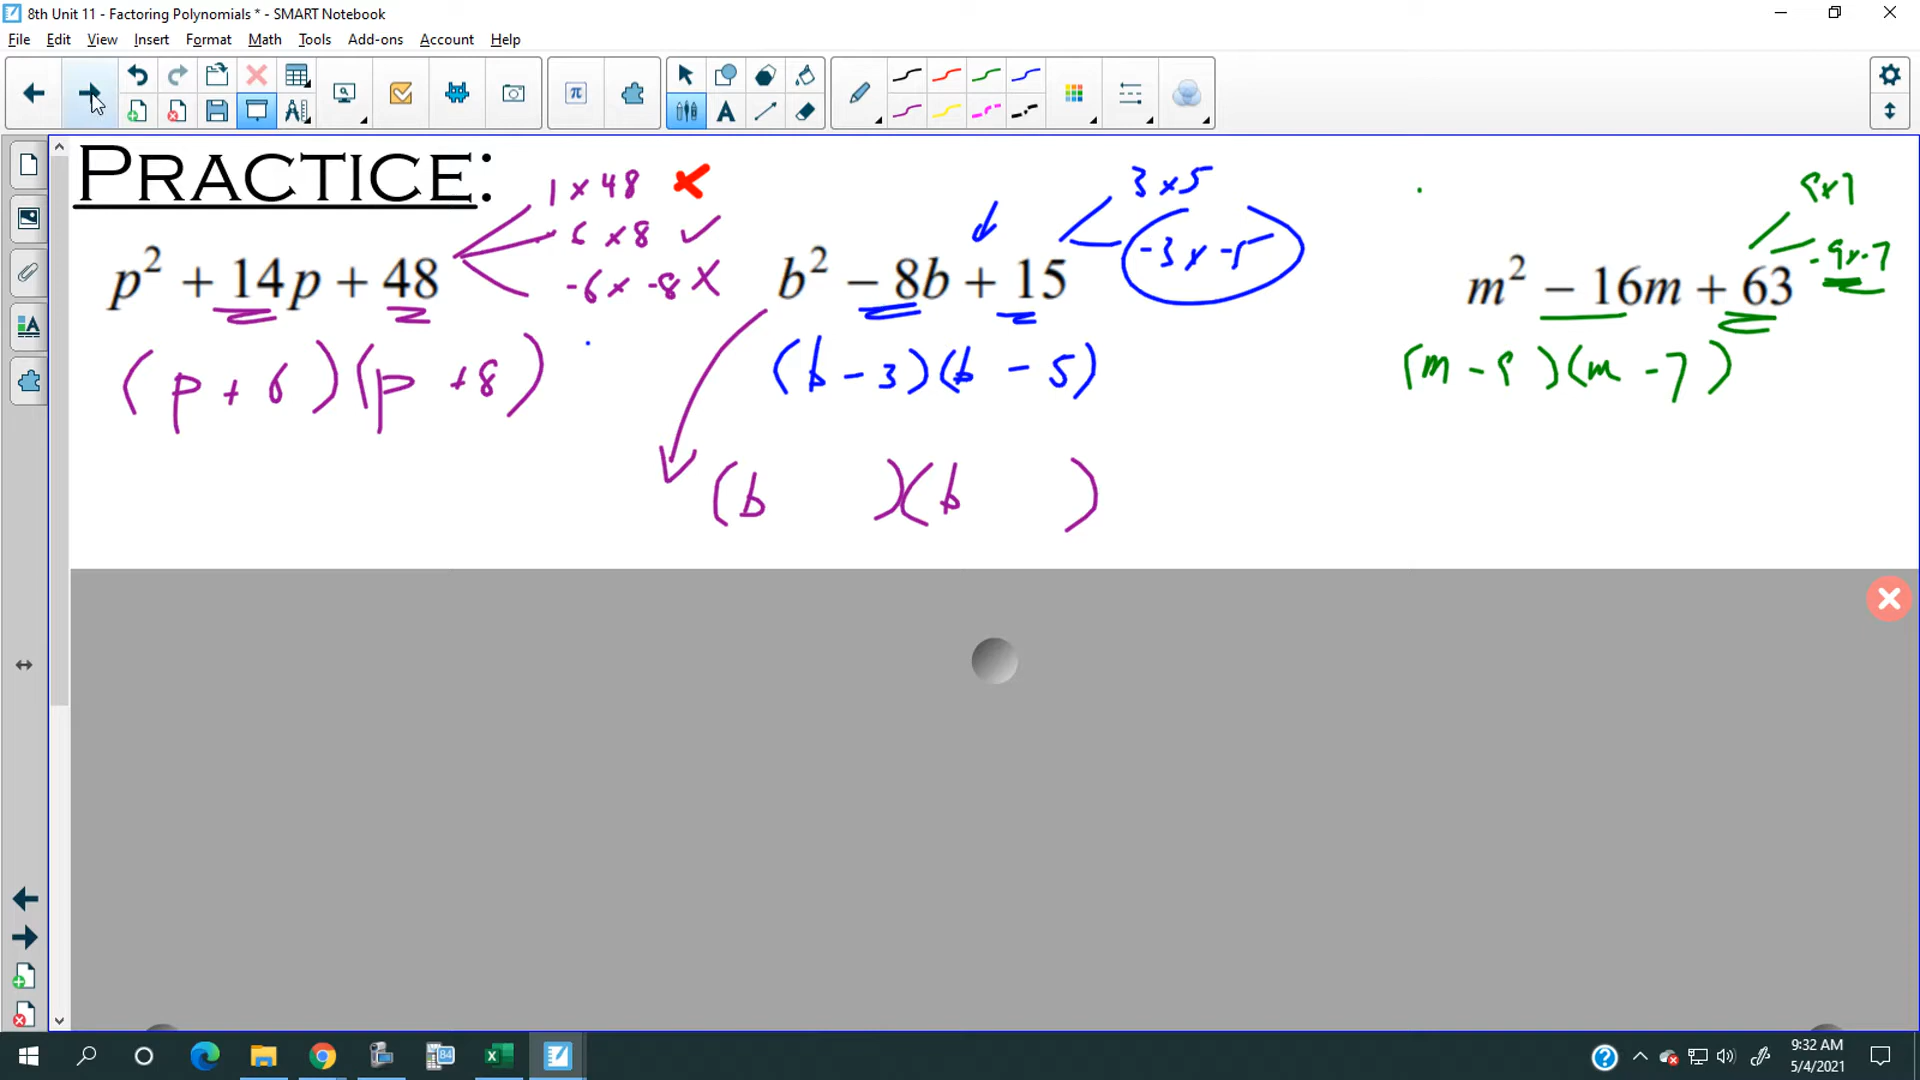 8th Unit 11 - Factoring Polynomials * - SMART Notebook
File Edit View Insert Format Math Tools Add-ons Account Help
PRACTICE:
1 × 48
6 × 8 ✓
-6 × -8 X
3 × 5
-3 × -5
9×7
-9×-7
p² + 14p + 48
b² − 8b + 15
m² − 16m + 63
(p + 6)(p + 8)
(b - 3)(b - 5)
(m - 9)(m - 7)
(b )(b )
84
9:32 AM
5/4/2021